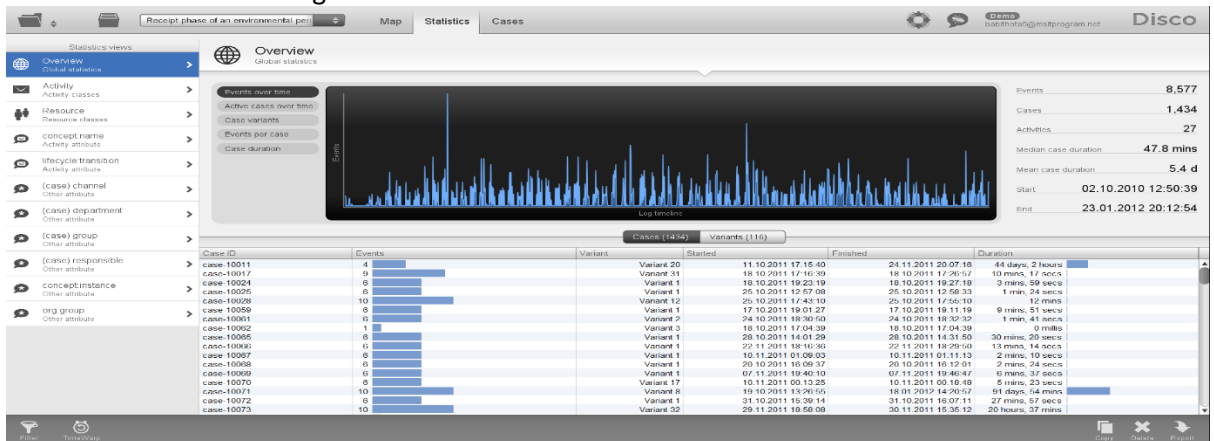 Receipt phase of an environmental per
Map Statistics Cases
Demo
Disco
Statistics views
Overview
Global statistics
Activity
Activity classes
Resource
Resource classes
concept:name
Activity attribute
lifecycle:transition
Activity attribute
(case) channel
Other attribute
(case) department
Other attribute
(case) group
Other attribute
(case) responsible
Other attribute
concept:instance
Other attribute
org:group
Other attribute
Overview
Global statistics
Events over time
Active cases over time
Case variants
Events per case
Case duration
Events
Log timeline
Events 8,577
Cases 1,434
Activities 27
Median case duration 47.8 mins
Mean case duration 5.4 d
Start 02.10.2010 12:50:39
End 23.01.2012 20:12:54
Cases (1434) Variants (116)
Case ID Events Variant Started Finished Duration
case-10011 4 Variant 20 11.10.2011 17:15:40 24.11.2011 20:07:16 44 days, 2 hours
case-10017 9 Variant 31 18.10.2011 17:16:39 18.10.2011 17:26:57 10 mins, 17 secs
case-10024 6 Variant 1 18.10.2011 19:23:19 18.10.2011 19:27:18 3 mins, 59 secs
case-10025 6 Variant 1 25.10.2011 12:57:08 25.10.2011 12:58:33 1 min, 24 secs
case-10028 10 Variant 12 25.10.2011 17:43:10 25.10.2011 17:55:10 12 mins
case-10059 6 Variant 1 17.10.2011 19:01:27 17.10.2011 19:11:19 9 mins, 51 secs
case-10061 6 Variant 2 24.10.2011 18:30:50 24.10.2011 18:32:32 1 min, 41 secs
case-10062 1 Variant 3 18.10.2011 17:04:39 18.10.2011 17:04:39 0 millis
case-10065 6 Variant 1 28.10.2011 14:01:29 28.10.2011 14:31:50 30 mins, 20 secs
case-10066 6 Variant 1 22.11.2011 18:16:36 22.11.2011 18:29:50 13 mins, 14 secs
case-10067 6 Variant 1 10.11.2011 01:09:03 10.11.2011 01:11:13 2 mins, 10 secs
case-10068 6 Variant 1 20.10.2011 16:09:37 20.10.2011 16:12:01 2 mins, 24 secs
case-10069 6 Variant 1 07.11.2011 19:40:10 07.11.2011 19:46:47 6 mins, 37 secs
case-10070 6 Variant 17 10.11.2011 00:13:25 10.11.2011 00:18:48 5 mins, 23 secs
case-10071 10 Variant 8 19.10.2011 13:26:55 18.01.2012 14:20:57 91 days, 54 mins
case-10072 6 Variant 1 31.10.2011 15:39:14 31.10.2011 16:07:11 27 mins, 57 secs
case-10073 10 Variant 32 29.11.2011 18:58:08 30.11.2011 15:35:12 20 hours, 37 mins
Filter TimeWarp Copy Delete Export